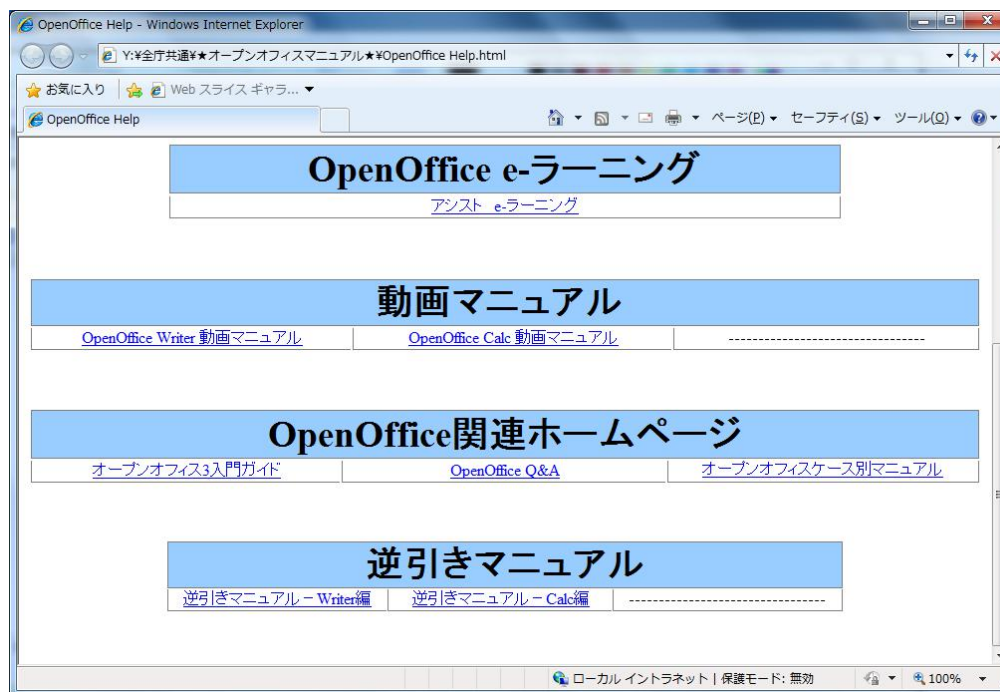 OpenOffice Help - Windows Internet Explorer
Y:¥全庁共通¥★オープンオフィスマニュアル★¥OpenOffice Help.html
お気に入り Web スライス ギャラ...
OpenOffice Help ページ(P) セーフティ(S) ツール(O)
OpenOffice e-ラーニング
アシスト e-ラーニング
動画マニュアル
OpenOffice Writer 動画マニュアル OpenOffice Calc 動画マニュアル ---------------------------------
OpenOffice関連ホームページ
オープンオフィス3入門ガイド OpenOffice Q&A オープンオフィスケース別マニュアル
逆引きマニュアル
逆引きマニュアル－Writer編 逆引きマニュアル－Calc編 ---------------------------------
ローカル イントラネット | 保護モード: 無効 100%